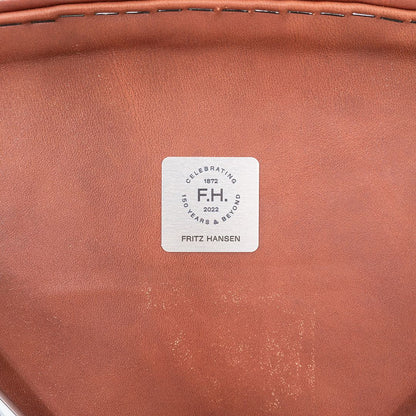 CELEBRATING
1872
F.H.
2022
150 YEARS & BEYOND
FRITZ HANSEN